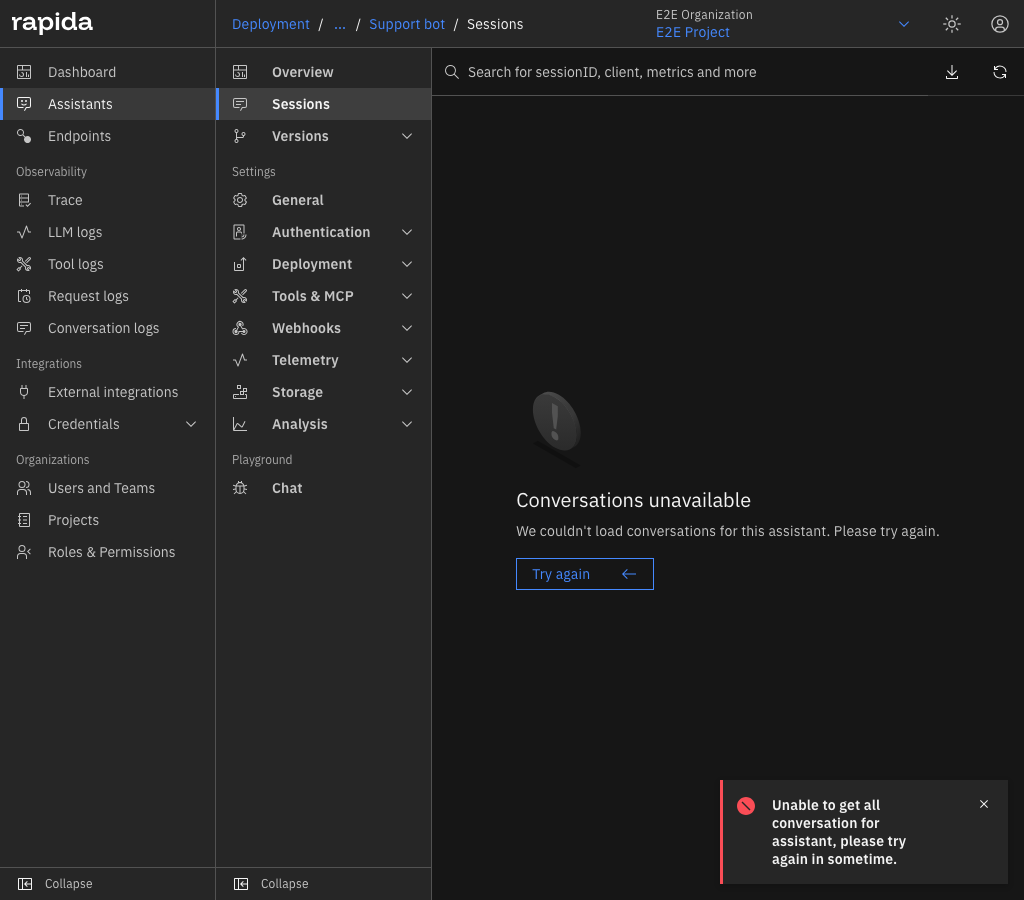 rapida
Deployment / ... / Support bot / Sessions
E2E Organization
E2E Project
Dashboard
Assistants
Endpoints
Observability
Trace
LLM logs
Tool logs
Request logs
Conversation logs
Integrations
External integrations
Credentials
Organizations
Users and Teams
Projects
Roles & Permissions
Collapse
Overview
Sessions
Versions
Settings
General
Authentication
Deployment
Tools & MCP
Webhooks
Telemetry
Storage
Analysis
Playground
Chat
Collapse
Search for sessionID, client, metrics and more
Conversations unavailable
We couldn't load conversations for this assistant. Please try again.
Try again
Unable to get all
conversation for
assistant, please try
again in sometime.